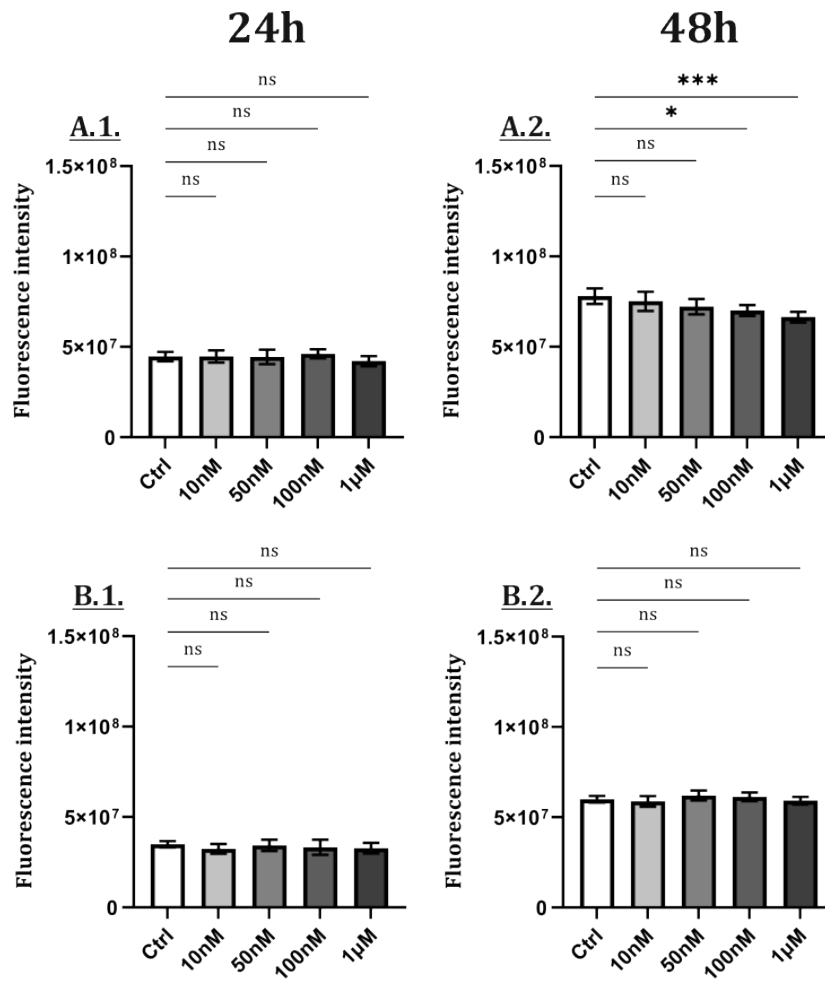 24h
48h
A.1.
ns
ns
ns
ns
Fluorescence intensity
1.5×10⁸
1×10⁸
5×10⁷
0
Ctrl
10nM
50nM
100nM
1µM
A.2.
***
*
ns
ns
Fluorescence intensity
1.5×10⁸
1×10⁸
5×10⁷
0
Ctrl
10nM
50nM
100nM
1µM
B.1.
ns
ns
ns
ns
Fluorescence intensity
1.5×10⁸
1×10⁸
5×10⁷
0
Ctrl
10nM
50nM
100nM
1µM
B.2.
ns
ns
ns
ns
Fluorescence intensity
1.5×10⁸
1×10⁸
5×10⁷
0
Ctrl
10nM
50nM
100nM
1µM